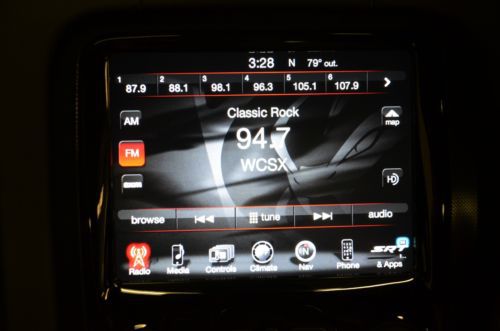 3:28 N 79° out.
1 2 3 4 5 6
87.9 88.1 98.1 96.3 105.1 107.9
Classic Rock
AM
94.7
map
FM
WCSX
HD
browse tune audio
N
SRT
Radio Media Controls Climate Nav Phone & Apps